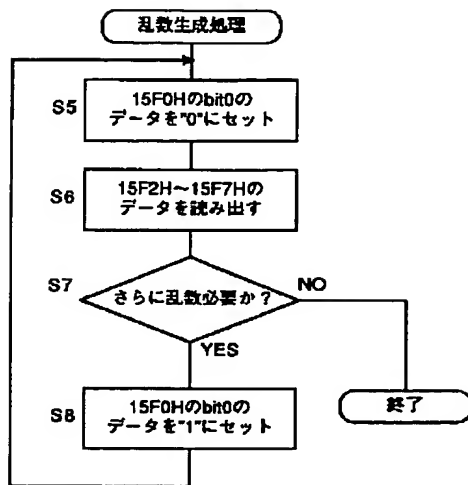 乱数生成処理
S5
15F0Hのbit0の
データを"0"にセット
S6
15F2H～15F7Hの
データを読み出す
S7
さらに乱数必要か？
NO
YES
S8
15F0Hのbit0の
データを"1"にセット
終了